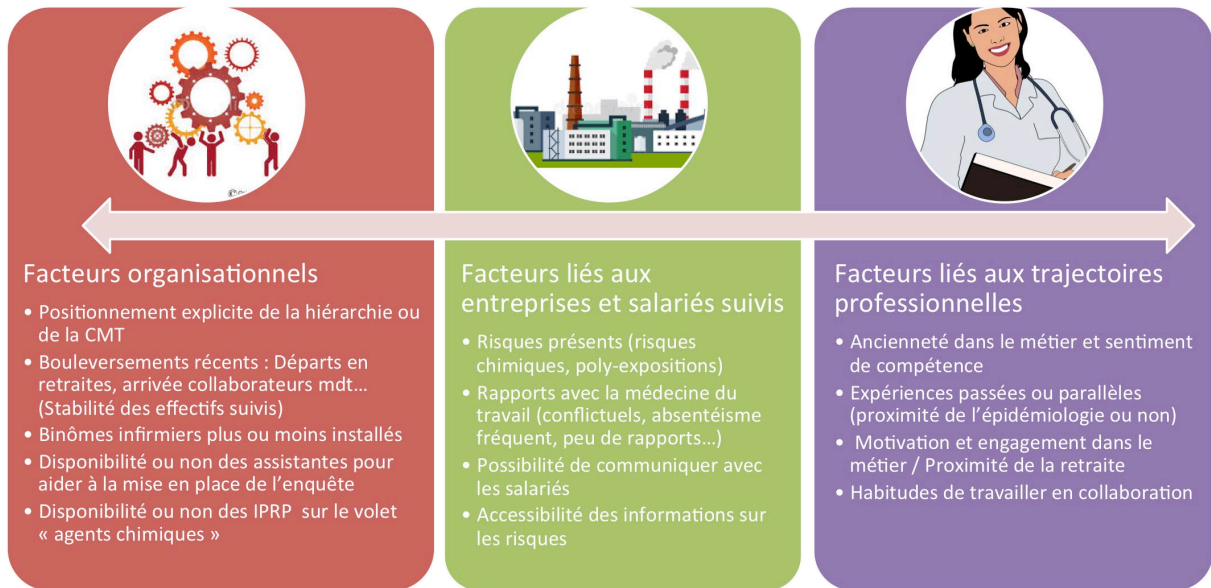 Facteurs organisationnels
• Positionnement explicite de la hiérarchie ou
de la CMT
• Bouleversements récents : Départs en
retraites, arrivée collaborateurs mdt…
(Stabilité des effectifs suivis)
• Binômes infirmiers plus ou moins installés
• Disponibilité ou non des assistantes pour
aider à la mise en place de l’enquête
• Disponibilité ou non des IPRP sur le volet
« agents chimiques »
Facteurs liés aux
entreprises et salariés suivis
• Risques présents (risques
chimiques, poly-expositions)
• Rapports avec la médecine du
travail (conflictuels, absentéisme
fréquent, peu de rapports…)
• Possibilité de communiquer avec
les salariés
• Accessibilité des informations sur
les risques
Facteurs liés aux trajectoires
professionnelles
• Ancienneté dans le métier et sentiment
de compétence
• Expériences passées ou parallèles
(proximité de l’épidémiologie ou non)
• Motivation et engagement dans le
métier / Proximité de la retraite
• Habitudes de travailler en collaboration